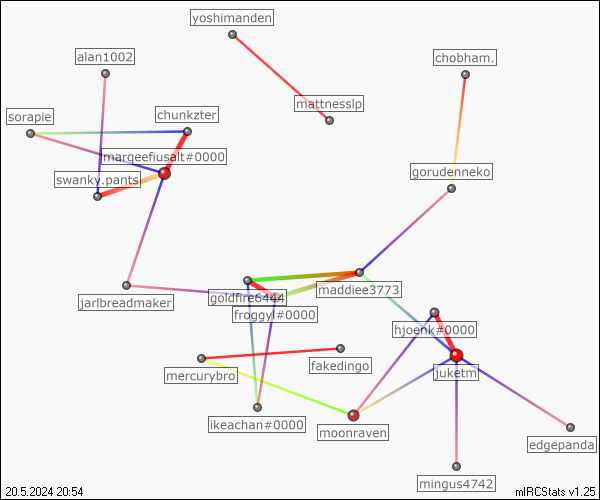 yoshimanden
alan1002
chobham.
mattnesslp
sorapie
chunkzter
marqeefiusalt#0000
gorudenneko
swanky.pants
maddiee3773
goldfire6444
jarlbreadmaker
froggyl#0000
hjoenk#0000
fakedingo
juketm
mercurybro
ikeachan#0000
moonraven
edgepanda
mingus4742
20.5.2024 20:54
mIRCStats v1.25